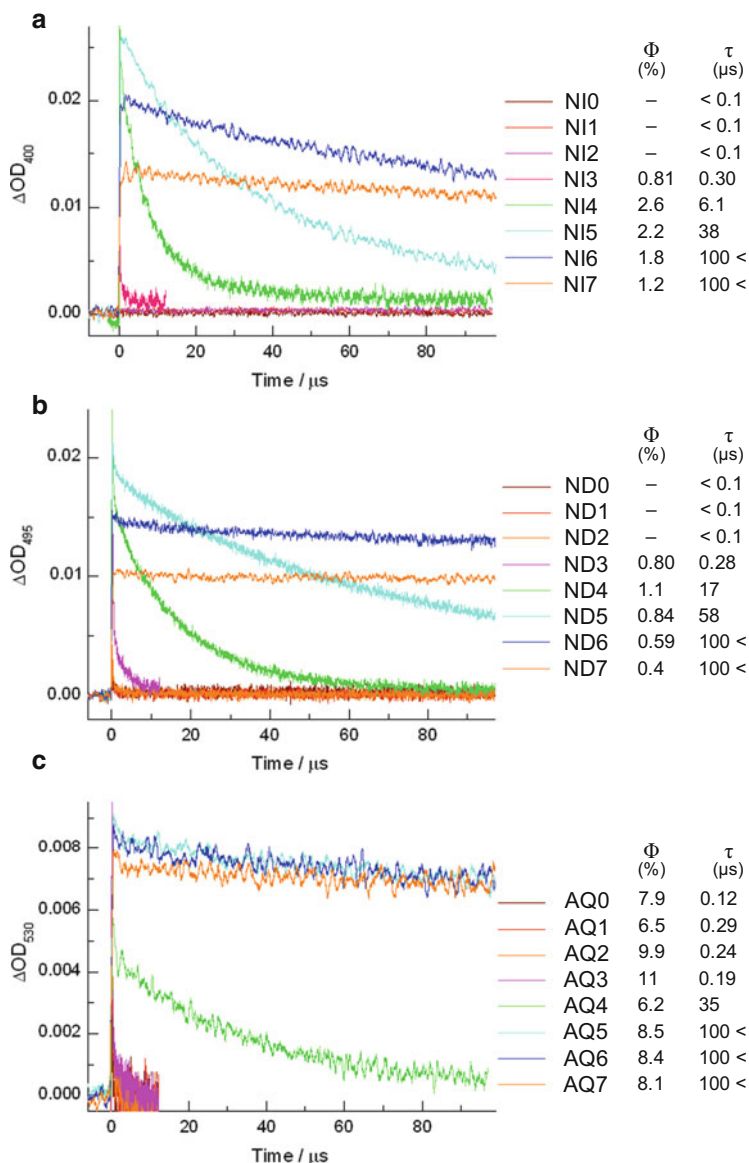 a
Φ τ
(%) (μs)
0.02
0.01
0.00
ΔOD400
0 20 40 60 80
Time / μs
NI0 – < 0.1
NI1 – < 0.1
NI2 – < 0.1
NI3 0.81 0.30
NI4 2.6 6.1
NI5 2.2 38
NI6 1.8 100 <
NI7 1.2 100 <
b
Φ τ
(%) (μs)
0.02
0.01
0.00
ΔOD495
0 20 40 60 80
Time / μs
ND0 – < 0.1
ND1 – < 0.1
ND2 – < 0.1
ND3 0.80 0.28
ND4 1.1 17
ND5 0.84 58
ND6 0.59 100 <
ND7 0.4 100 <
c
Φ τ
(%) (μs)
0.008
0.006
0.004
0.002
0.000
ΔOD530
0 20 40 60 80
Time / μs
AQ0 7.9 0.12
AQ1 6.5 0.29
AQ2 9.9 0.24
AQ3 11 0.19
AQ4 6.2 35
AQ5 8.5 100 <
AQ6 8.4 100 <
AQ7 8.1 100 <